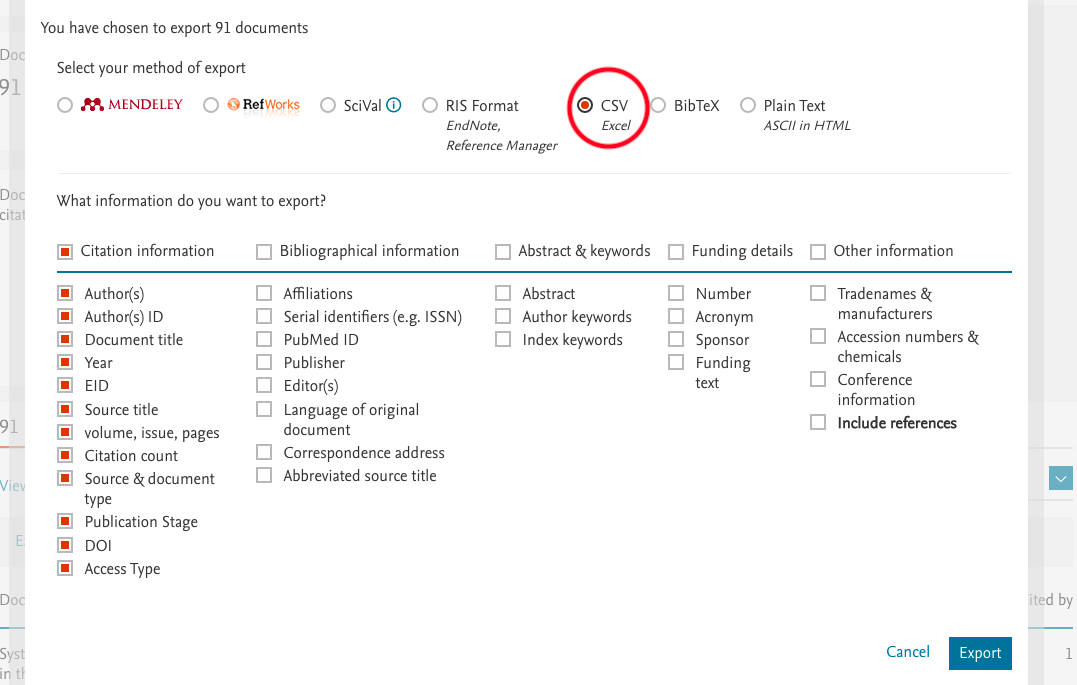 You have chosen to export 91 documents
Select your method of export
MENDELEY
RefWorks
SciVal
RIS Format
EndNote,
Reference Manager
CSV
Excel
BibTeX
Plain Text
ASCII in HTML
What information do you want to export?
Citation information
Author(s)
Author(s) ID
Document title
Year
EID
Source title
volume, issue, pages
Citation count
Source & document
type
Publication Stage
DOI
Access Type
Bibliographical information
Affiliations
Serial identifiers (e.g. ISSN)
PubMed ID
Publisher
Editor(s)
Language of original
document
Correspondence address
Abbreviated source title
Abstract & keywords
Abstract
Author keywords
Index keywords
Funding details
Number
Acronym
Sponsor
Funding
text
Other information
Tradenames &
manufacturers
Accession numbers &
chemicals
Conference
information
Include references
Cancel
Export
Doc
91
Doc
citat
91
View
E
Doc
ited by
Syst
1
in th